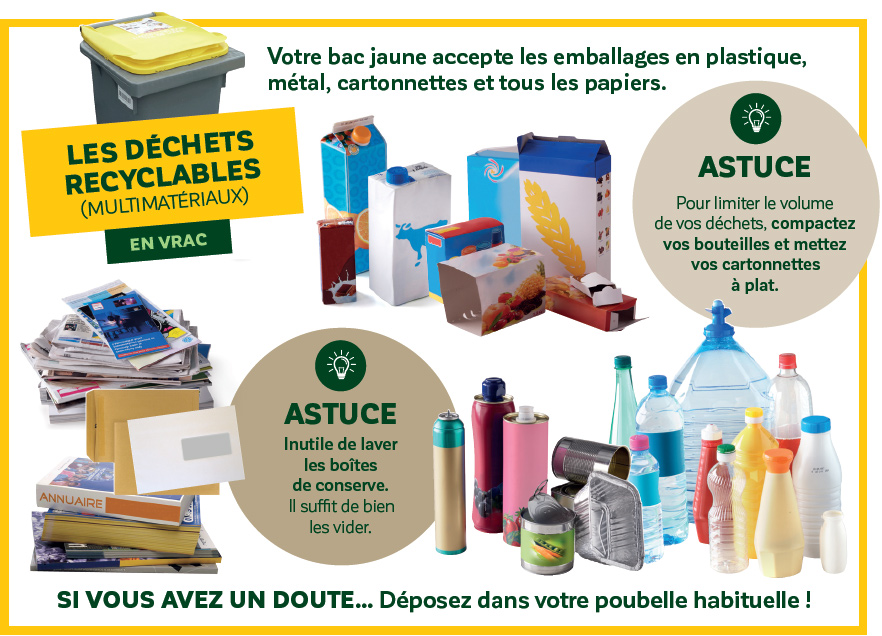 Votre bac jaune accepte les emballages en plastique,
métal, cartonnettes et tous les papiers.
LES DÉCHETS
RECYCLABLES
(MULTIMATÉRIAUX)
EN VRAC
ASTUCE
Pour limiter le volume
de vos déchets, compactez
vos bouteilles et mettez
vos cartonnettes
à plat.
ASTUCE
Inutile de laver
les boîtes
de conserve.
Il suffit de bien
les vider.
ANNUAIRE
SI VOUS AVEZ UN DOUTE... Déposez dans votre poubelle habituelle !